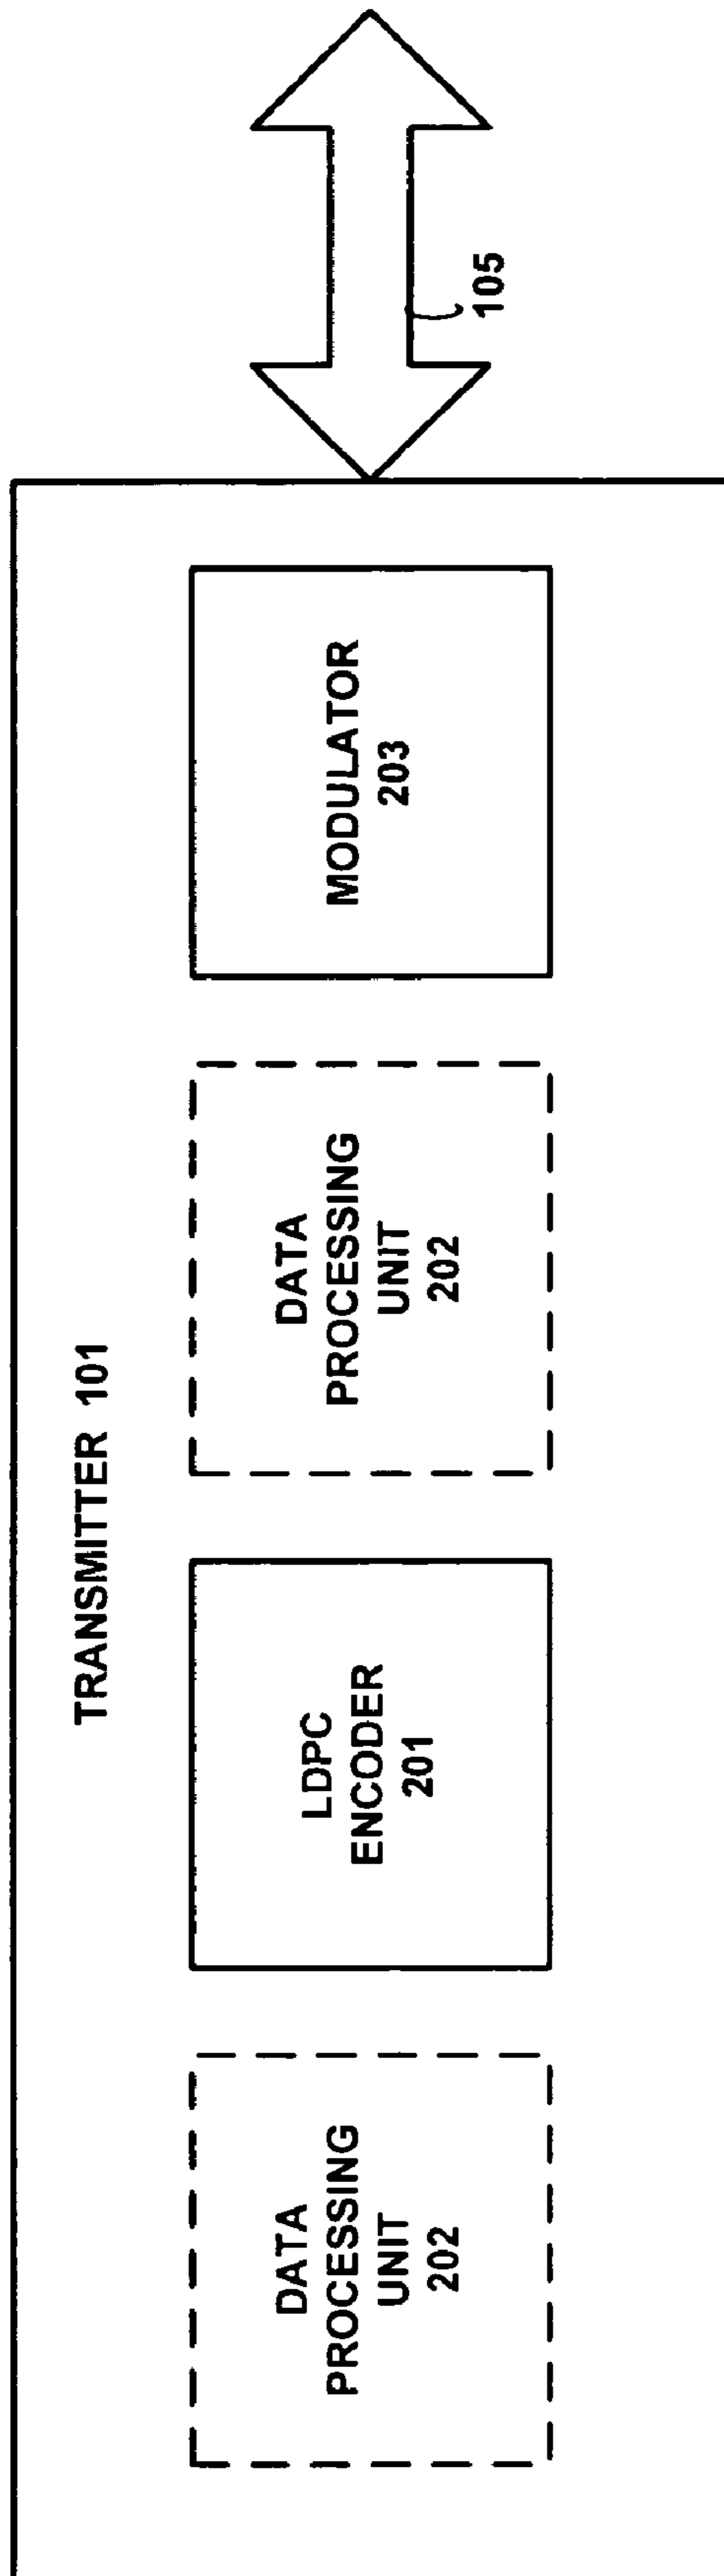 TRANSMITTER 101
DATA
PROCESSING
UNIT
202
LDPC
ENCODER
201
DATA
PROCESSING
UNIT
202
MODULATOR
203
105